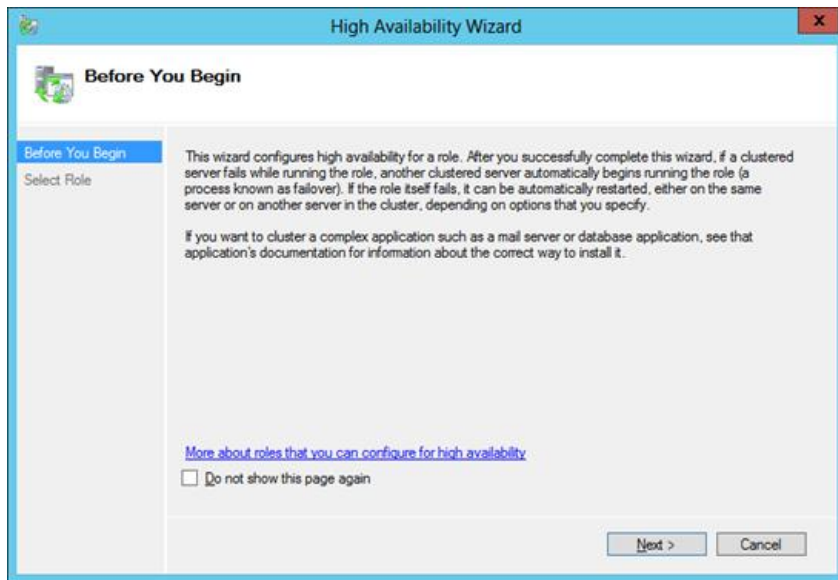 High Availability Wizard
x
Before You Begin
Before You Begin
Select Role
This wizard configures high availability for a role. After you successfully complete this wizard, if a clustered
server fails while running the role, another clustered server automatically begins running the role (a
process known as failover). If the role itself fails, it can be automatically restarted, either on the same
server or on another server in the cluster, depending on options that you specify.
If you want to cluster a complex application such as a mail server or database application, see that
application's documentation for information about the correct way to install it.
More about roles that you can configure for high availability
Do not show this page again
Next >
Cancel